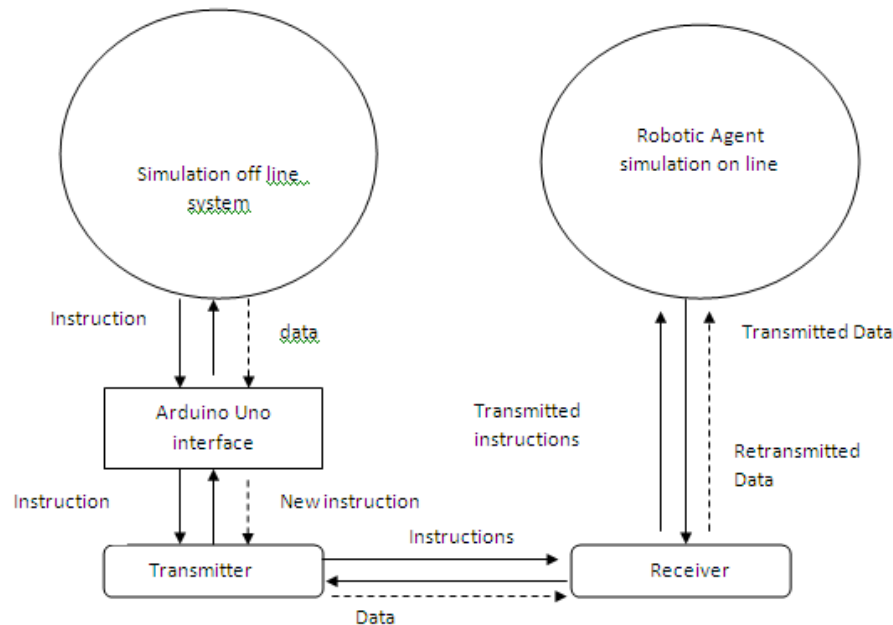 Simulation off line
system
Robotic Agent
simulation on line
Instruction
data
Transmitted Data
Arduino Uno
interface
Transmitted
instructions
Retransmitted
Data
Instruction
New instruction
Instructions
Transmitter
Receiver
Data